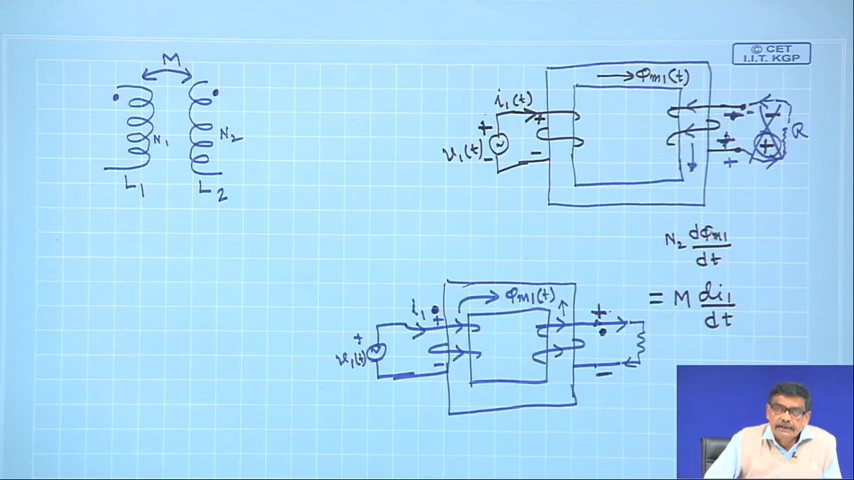 © CET
I.I.T. KGP
M
N₁
N₂
L₁
L₂
→ φm₁(t)
i₁(t)
+
v₁(t)
+
-
-
+
-
-
+
+
R
N₂ dφm₁/dt
= M di₁/dt
φm₁(t)
i₁
+
+
v₁(t)
-
+
-